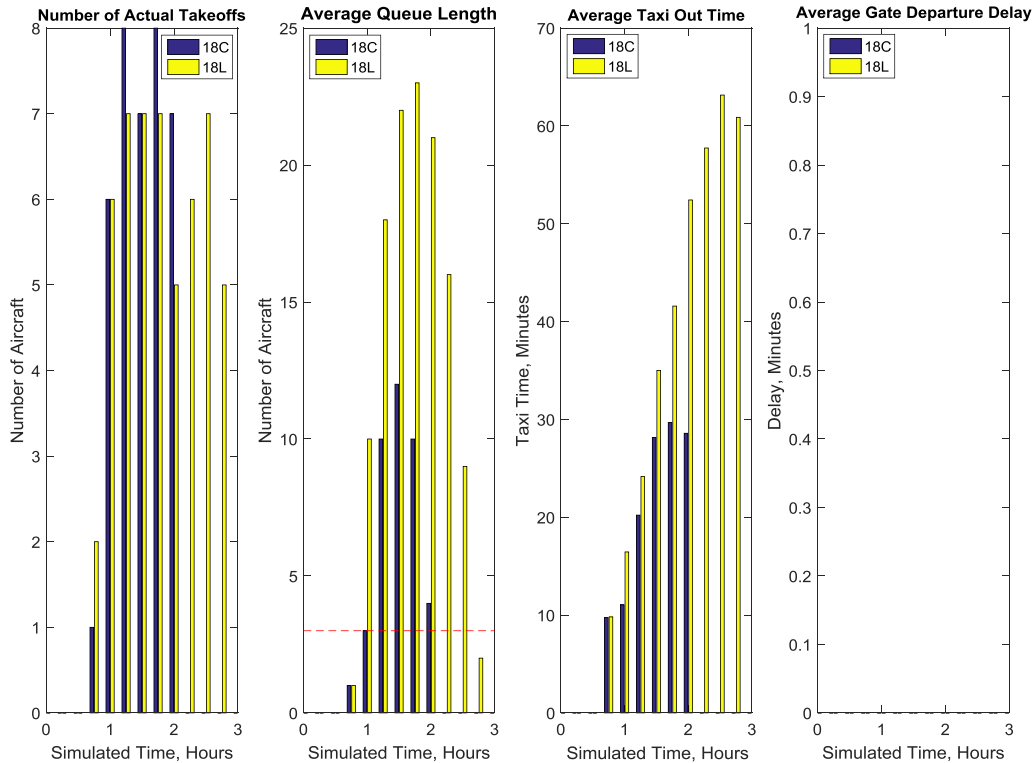 Number of Actual Takeoffs
8
7
6
5
4
3
2
1
0
0
1
2
3
Number of Aircraft
Simulated Time, Hours
18C
18L
Average Queue Length
25
20
15
10
5
0
0
1
2
3
Number of Aircraft
Simulated Time, Hours
18C
18L
Average Taxi Out Time
70
60
50
40
30
20
10
0
0
1
2
3
Taxi Time, Minutes
Simulated Time, Hours
18C
18L
Average Gate Departure Delay
1
0.9
0.8
0.7
0.6
0.5
0.4
0.3
0.2
0.1
0
0
1
2
3
Delay, Minutes
Simulated Time, Hours
18C
18L